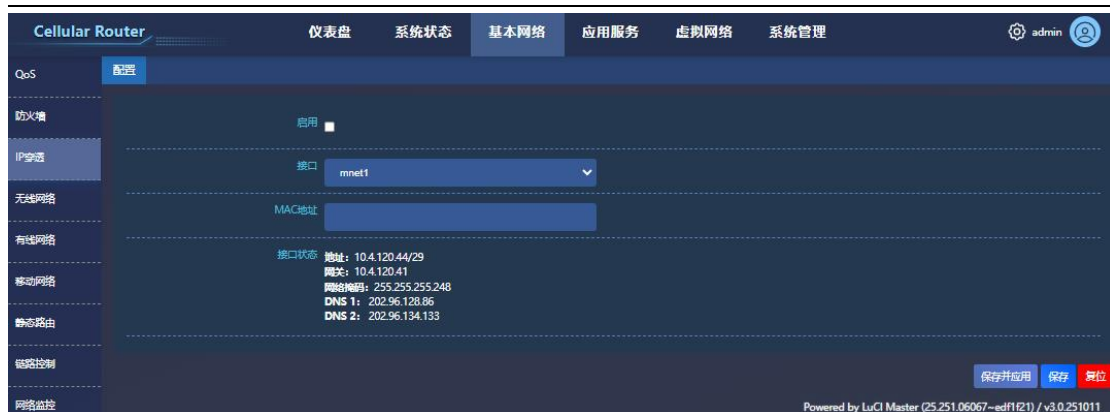 Cellular Router 仪表盘 系统状态 基本网络 应用服务 虚拟网络 系统管理 admin
QoS
防火墙
IP穿透
无线网络
有线网络
移动网络
静态路由
链路控制
网络监控
配置
启用
接口 mnet1
MAC地址
接口状态 地址: 10.4.120.44/29
网关: 10.4.120.41
网络掩码: 255.255.255.248
DNS 1: 202.96.128.86
DNS 2: 202.96.134.133
保存并应用 保存 复位
Powered by LuCI Master (25.251.06067~edf1f21) / v3.0.251011